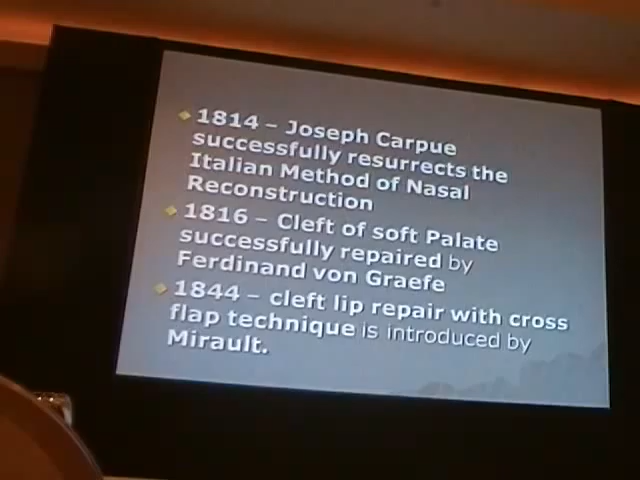 1814 – Joseph Carpue
successfully resurrects the
Italian Method of Nasal
Reconstruction
1816 – Cleft of soft Palate
successfully repaired by
Ferdinand von Graefe
1844 – cleft lip repair with cross
flap technique is introduced by
Mirault.